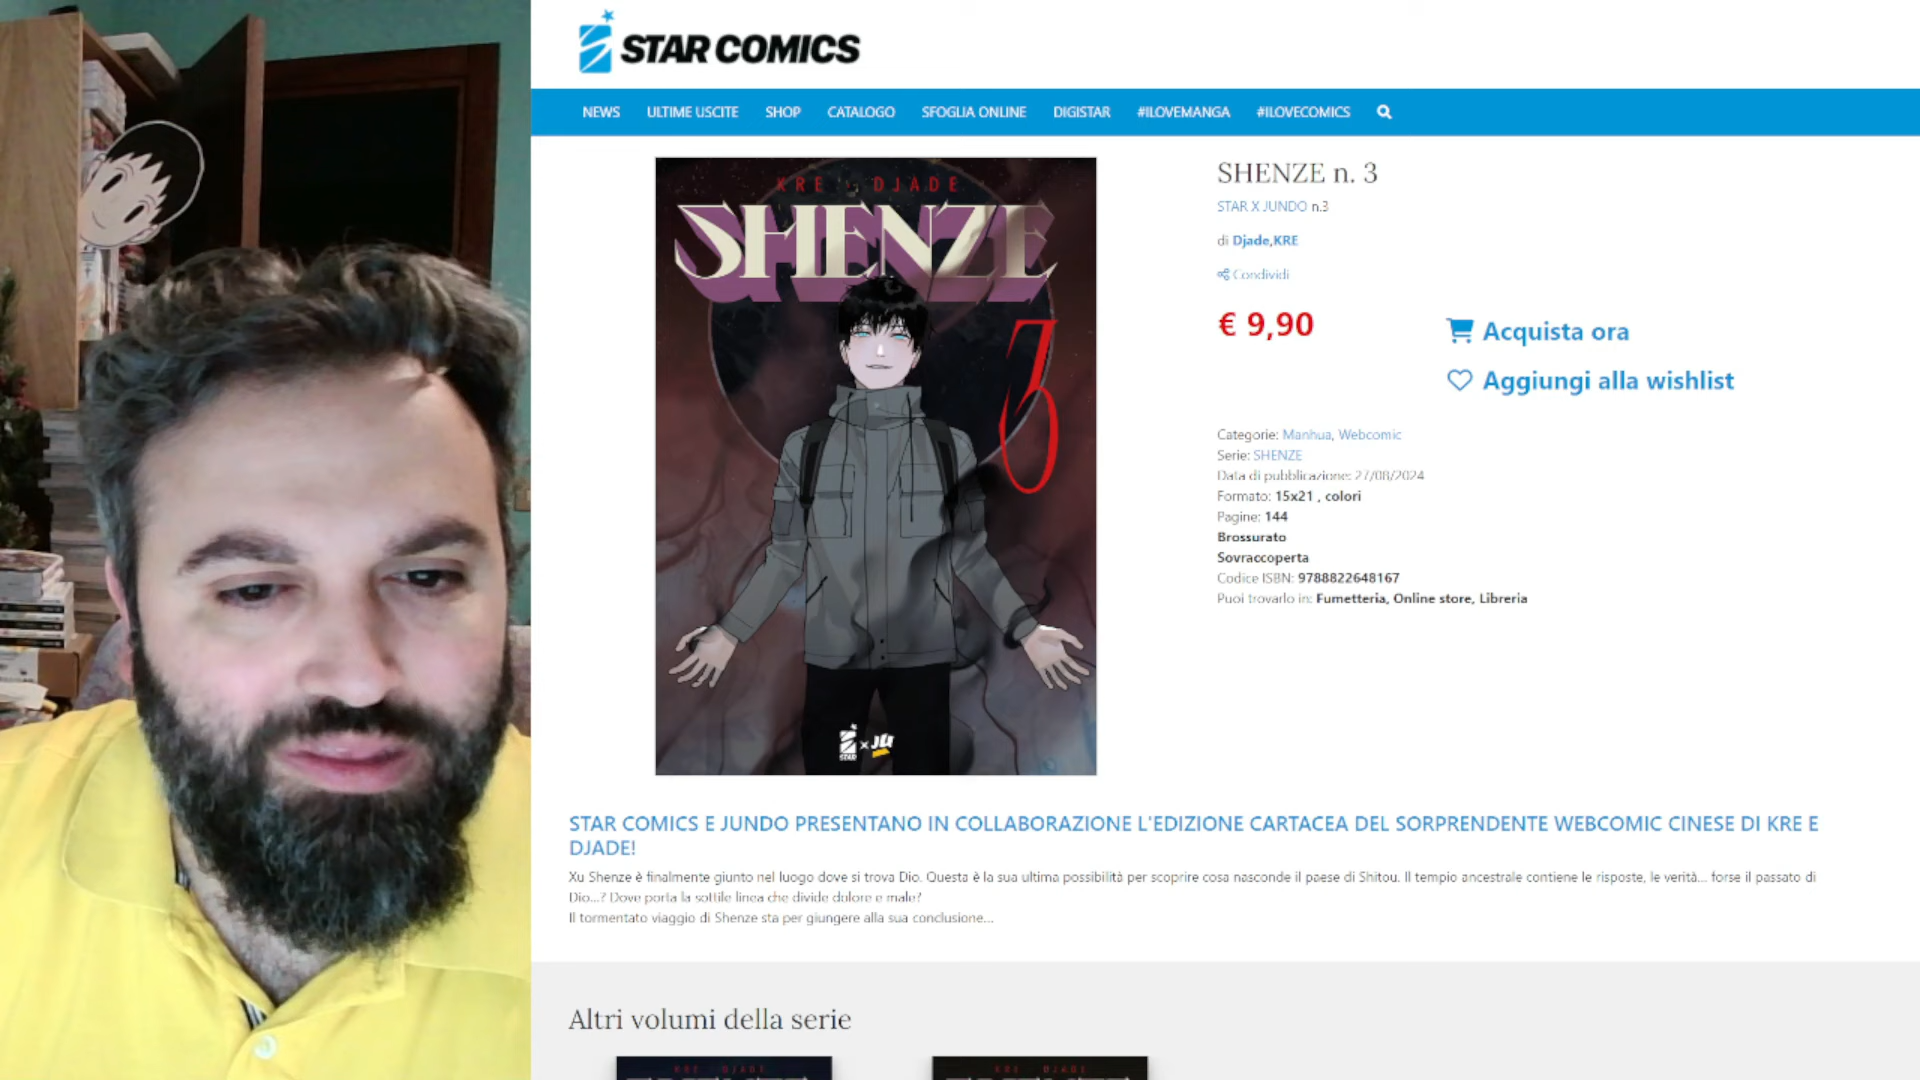 STAR COMICS
NEWS ULTIME USCITE SHOP CATALOGO SFOGLIA ONLINE DIGISTAR #ILOVEMANGA #ILOVECOMICS
KRE · DJADE
SHENZE
3
STAR × JU
SHENZE n. 3
STAR X JUNDO n.3
di Djade,KRE
Condividi
€ 9,90
Acquista ora
Aggiungi alla wishlist
Categorie: Manhua, Webcomic
Serie: SHENZE
Data di pubblicazione: 27/08/2024
Formato: 15x21 , colori
Pagine: 144
Brossurato
Sovraccoperta
Codice ISBN: 9788822648167
Puoi trovarlo in: Fumetteria, Online store, Libreria
STAR COMICS E JUNDO PRESENTANO IN COLLABORAZIONE L'EDIZIONE CARTACEA DEL SORPRENDENTE WEBCOMIC CINESE DI KRE E
DJADE!
Xu Shenze è finalmente giunto nel luogo dove si trova Dio. Questa è la sua ultima possibilità per scoprire cosa nasconde il paese di Shitou. Il tempio ancestrale contiene le risposte, le verità... forse il passato di
Dio...? Dove porta la sottile linea che divide dolore e male?
Il tormentato viaggio di Shenze sta per giungere alla sua conclusione...
Altri volumi della serie
KRE DJADE
KRE DJADE